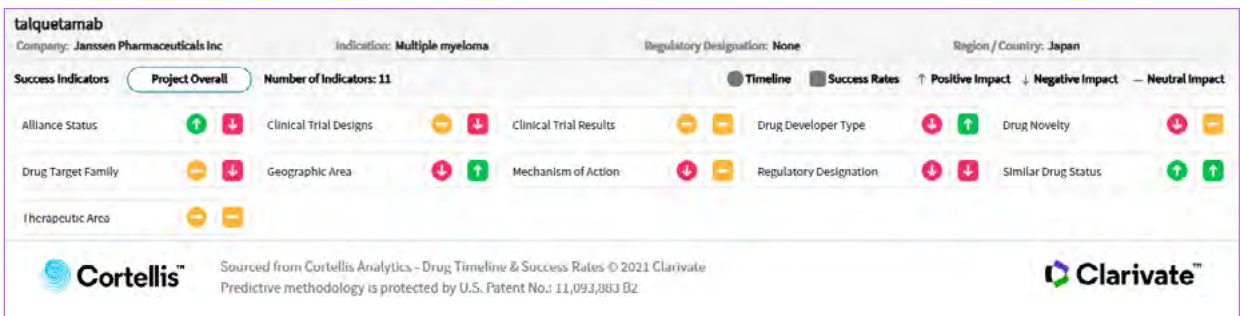 talquetamab
Company: Janssen Pharmaceuticals Inc Indication: Multiple myeloma Regulatory Designation: None Region / Country: Japan
Success Indicators Project Overall Number of Indicators: 11 Timeline Success Rates ↑ Positive Impact ↓ Negative Impact — Neutral Impact
Alliance Status Clinical Trial Designs Clinical Trial Results Drug Developer Type Drug Novelty
Drug Target Family Geographic Area Mechanism of Action Regulatory Designation Similar Drug Status
Therapeutic Area
Cortellis™ Sourced from Cortellis Analytics - Drug Timeline & Success Rates © 2021 Clarivate Clarivate™
Predictive methodology is protected by U.S. Patent No.: 11,093,883 B2